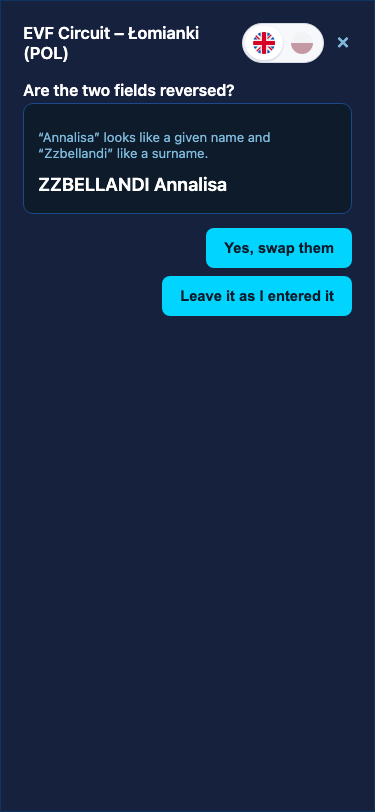 EVF Circuit – Łomianki
(POL)
×
Are the two fields reversed?
“Annalisa” looks like a given name and
“Zzbellandi” like a surname.
ZZBELLANDI Annalisa
Yes, swap them
Leave it as I entered it